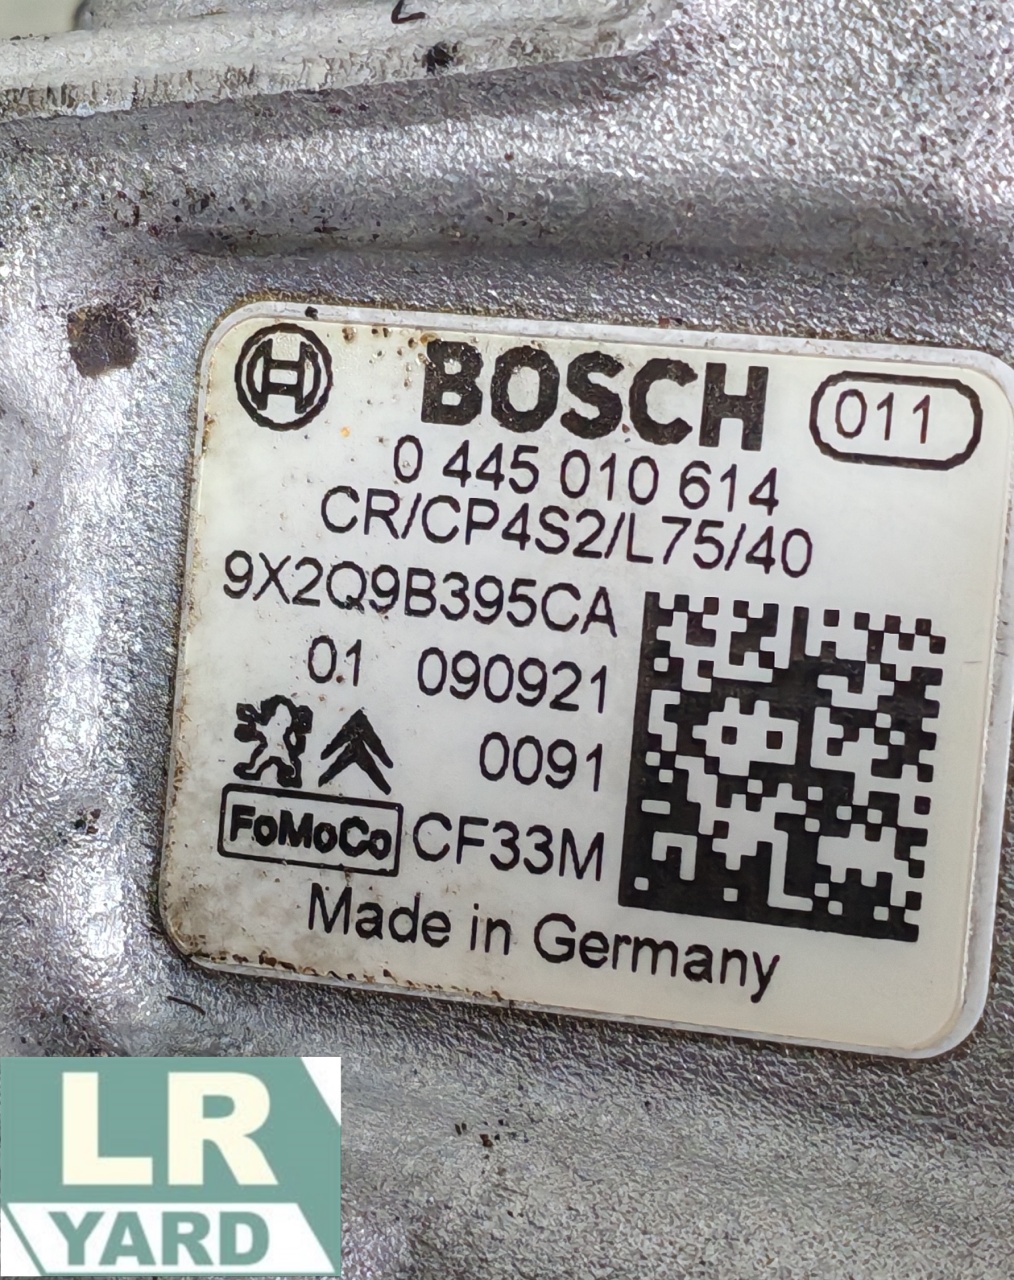 BOSCH
011
0 445 010 614
CR/CP4S2/L75/40
9X2Q9B395CA
01 090921
0091
FoMoCo CF33M
Made in Germany
LR
YARD